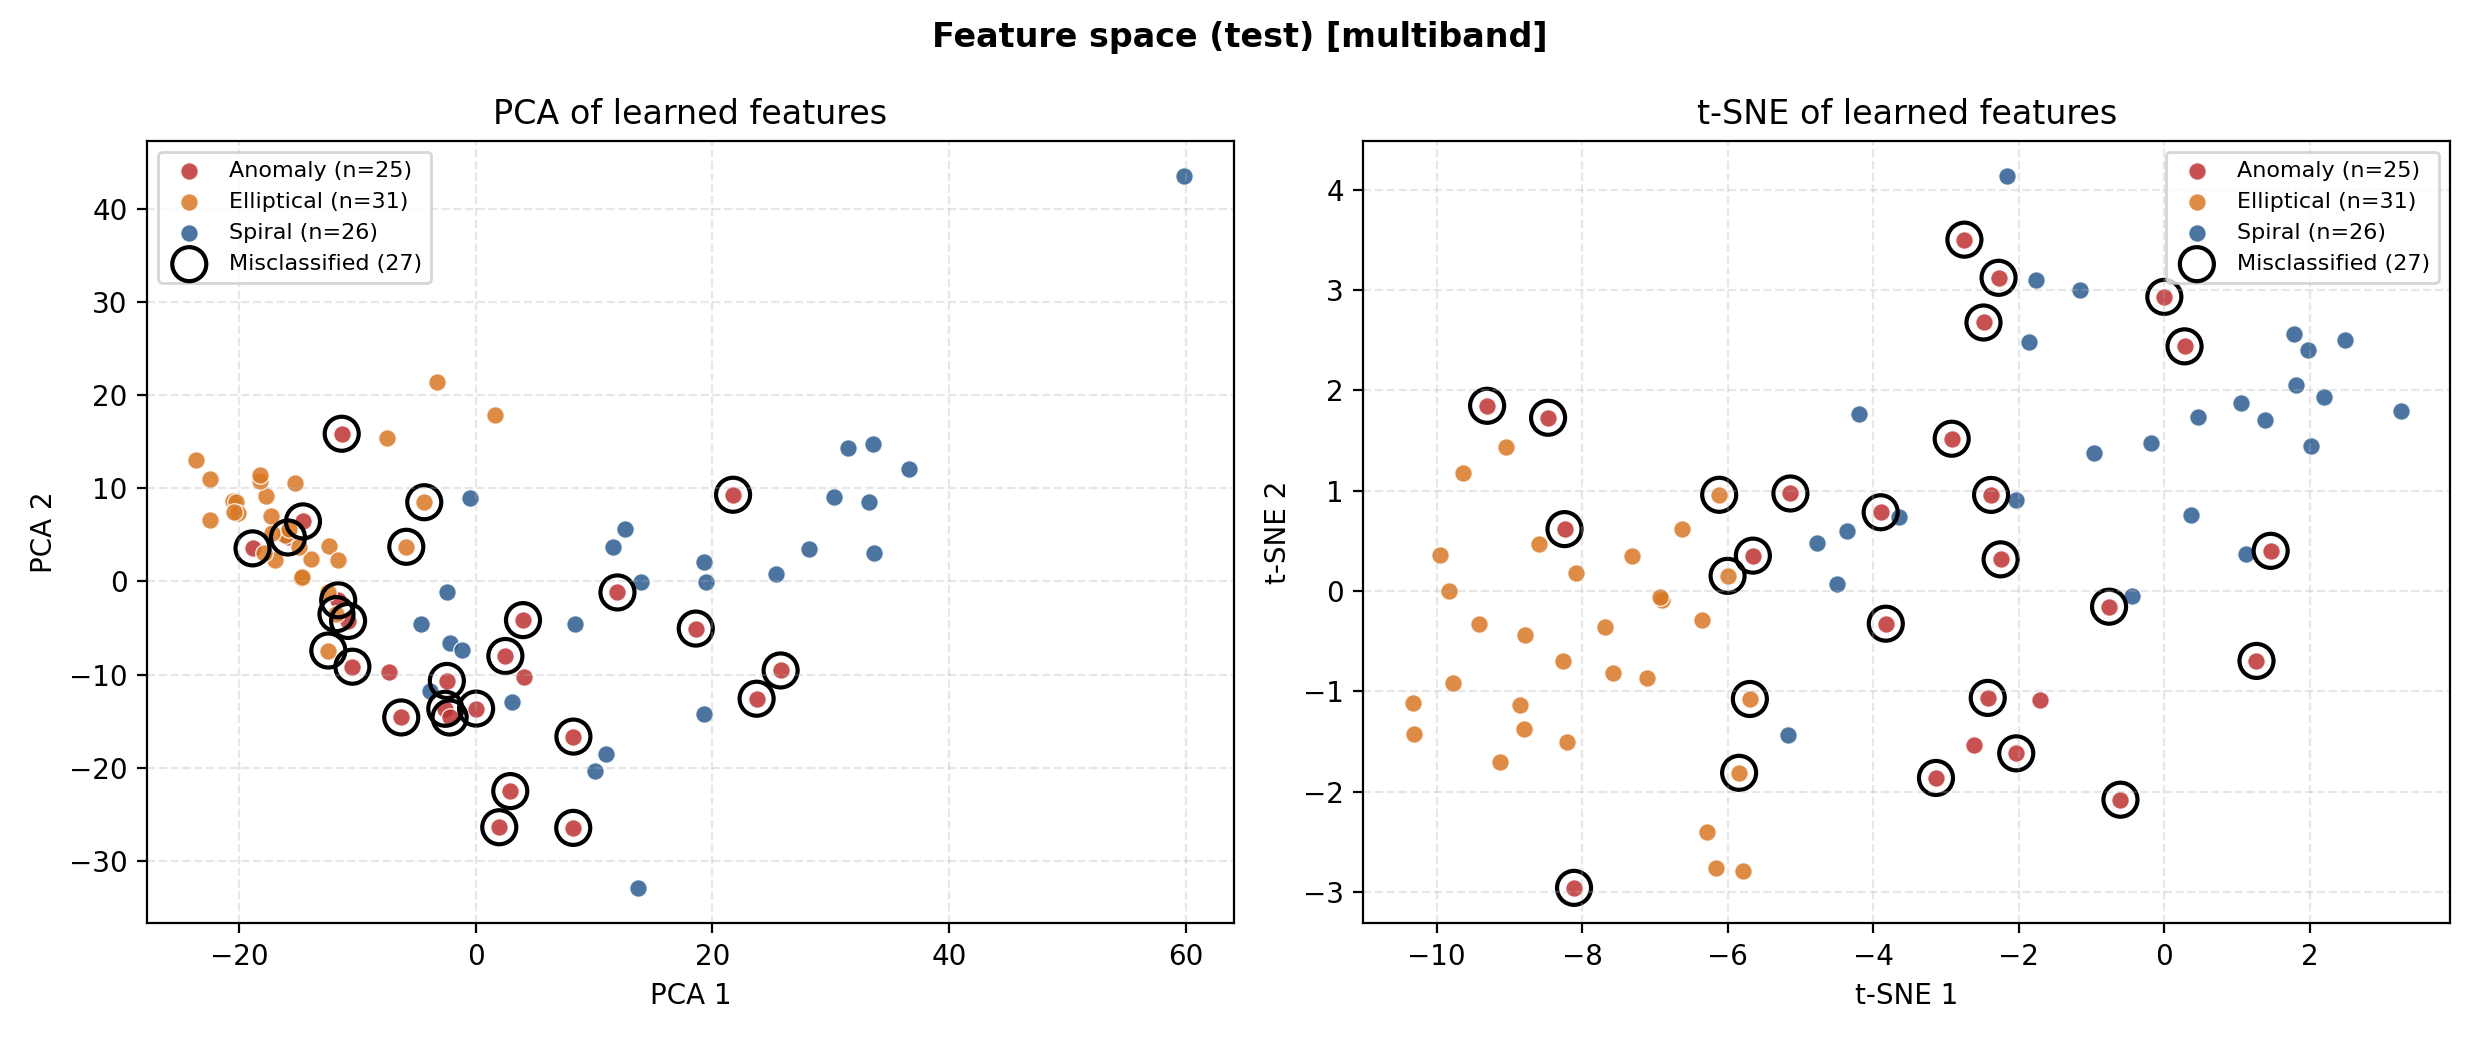 Feature space (test) [multiband]
PCA of learned features
Anomaly (n=25)
Elliptical (n=31)
Spiral (n=26)
Misclassified (27)
40
30
20
10
0
−10
−20
−30
PCA 2
−20
0
20
40
60
PCA 1
t-SNE of learned features
Anomaly (n=25)
Elliptical (n=31)
Spiral (n=26)
Misclassified (27)
4
3
2
1
0
−1
−2
−3
t-SNE 2
−10
−8
−6
−4
−2
0
2
t-SNE 1